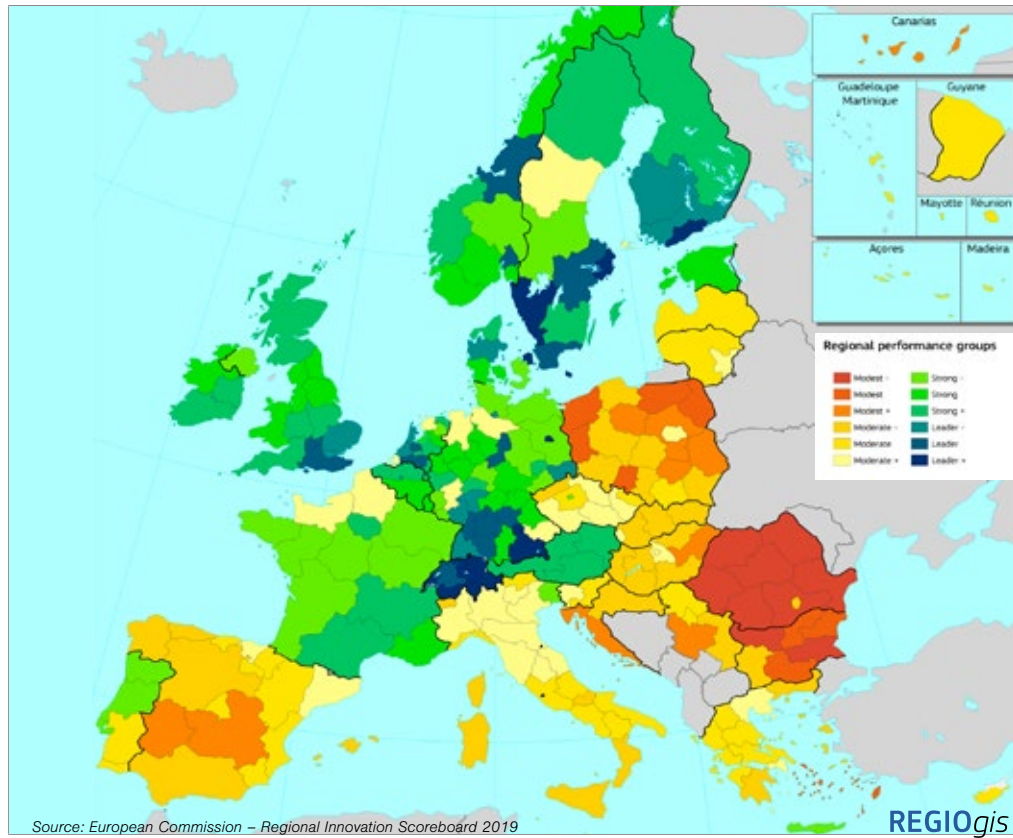 Canarias
Guadeloupe
Martinique
Guyane
Mayotte
Réunion
Açores
Madeira
Regional performance groups
Modest -
Modest
Modest +
Moderate -
Moderate
Moderate +
Strong -
Strong
Strong +
Leader -
Leader
Leader +
Source: European Commission – Regional Innovation Scoreboard 2019
REGIOgis